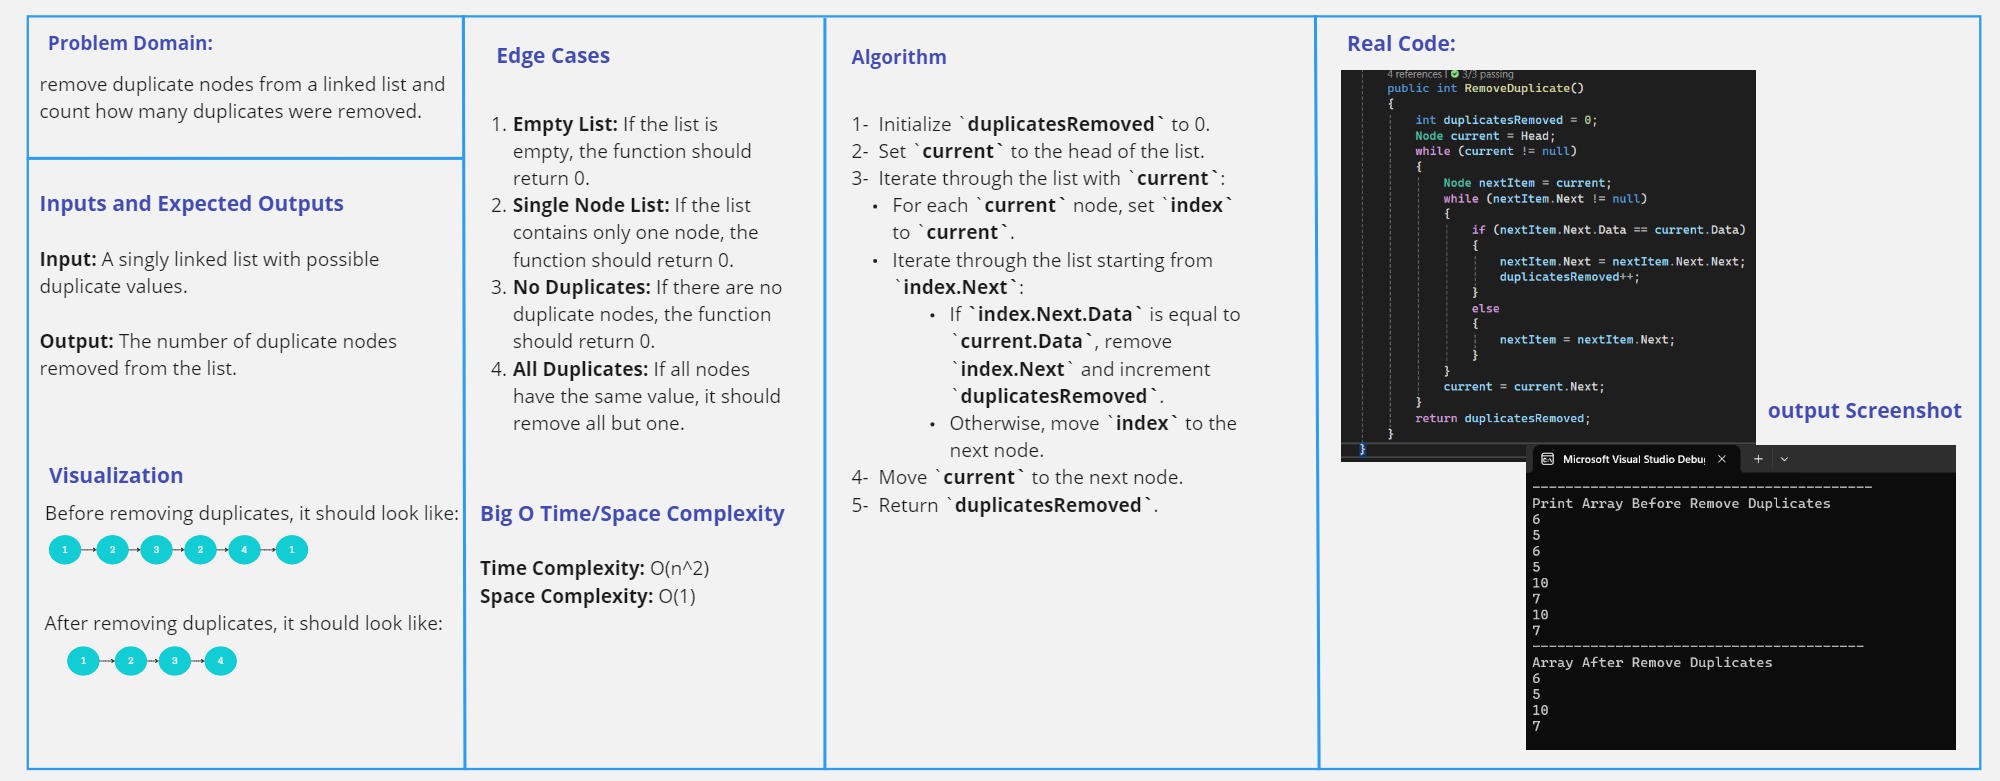 Problem Domain:
remove duplicate nodes from a linked list and
count how many duplicates were removed.
Inputs and Expected Outputs
Input: A singly linked list with possible
duplicate values.
Output: The number of duplicate nodes
removed from the list.
Visualization
Before removing duplicates, it should look like:
1 2 3 2 4 1
After removing duplicates, it should look like:
1 2 3 4
Edge Cases
1. Empty List: If the list is
empty, the function should
return 0.
2. Single Node List: If the list
contains only one node, the
function should return 0.
3. No Duplicates: If there are no
duplicate nodes, the function
should return 0.
4. All Duplicates: If all nodes
have the same value, it should
remove all but one.
Big O Time/Space Complexity
Time Complexity: O(n^2)
Space Complexity: O(1)
Algorithm
1- Initialize `duplicatesRemoved` to 0.
2- Set `current` to the head of the list.
3- Iterate through the list with `current`:
• For each `current` node, set `index`
to `current`.
• Iterate through the list starting from
`index.Next`:
• If `index.Next.Data` is equal to
`current.Data`, remove
`index.Next` and increment
`duplicatesRemoved`.
• Otherwise, move `index` to the
next node.
4- Move `current` to the next node.
5- Return `duplicatesRemoved`.
Real Code:
4 references | 3/3 passing
public int RemoveDuplicate()
{
int duplicatesRemoved = 0;
Node current = Head;
while (current != null)
{
Node nextItem = current;
while (nextItem.Next != null)
{
if (nextItem.Next.Data == current.Data)
{
nextItem.Next = nextItem.Next.Next;
duplicatesRemoved++;
}
else
{
nextItem = nextItem.Next;
}
}
current = current.Next;
}
return duplicatesRemoved;
}
}
output Screenshot
Microsoft Visual Studio Debu
----------------------------------------
Print Array Before Remove Duplicates
6
5
6
5
10
7
10
7
----------------------------------------
Array After Remove Duplicates
6
5
10
7